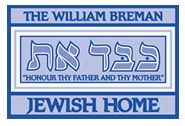 THE WILLIAM BREMAN
כבד את
"HONOUR THY FATHER AND THY MOTHER"
JEWISH HOME